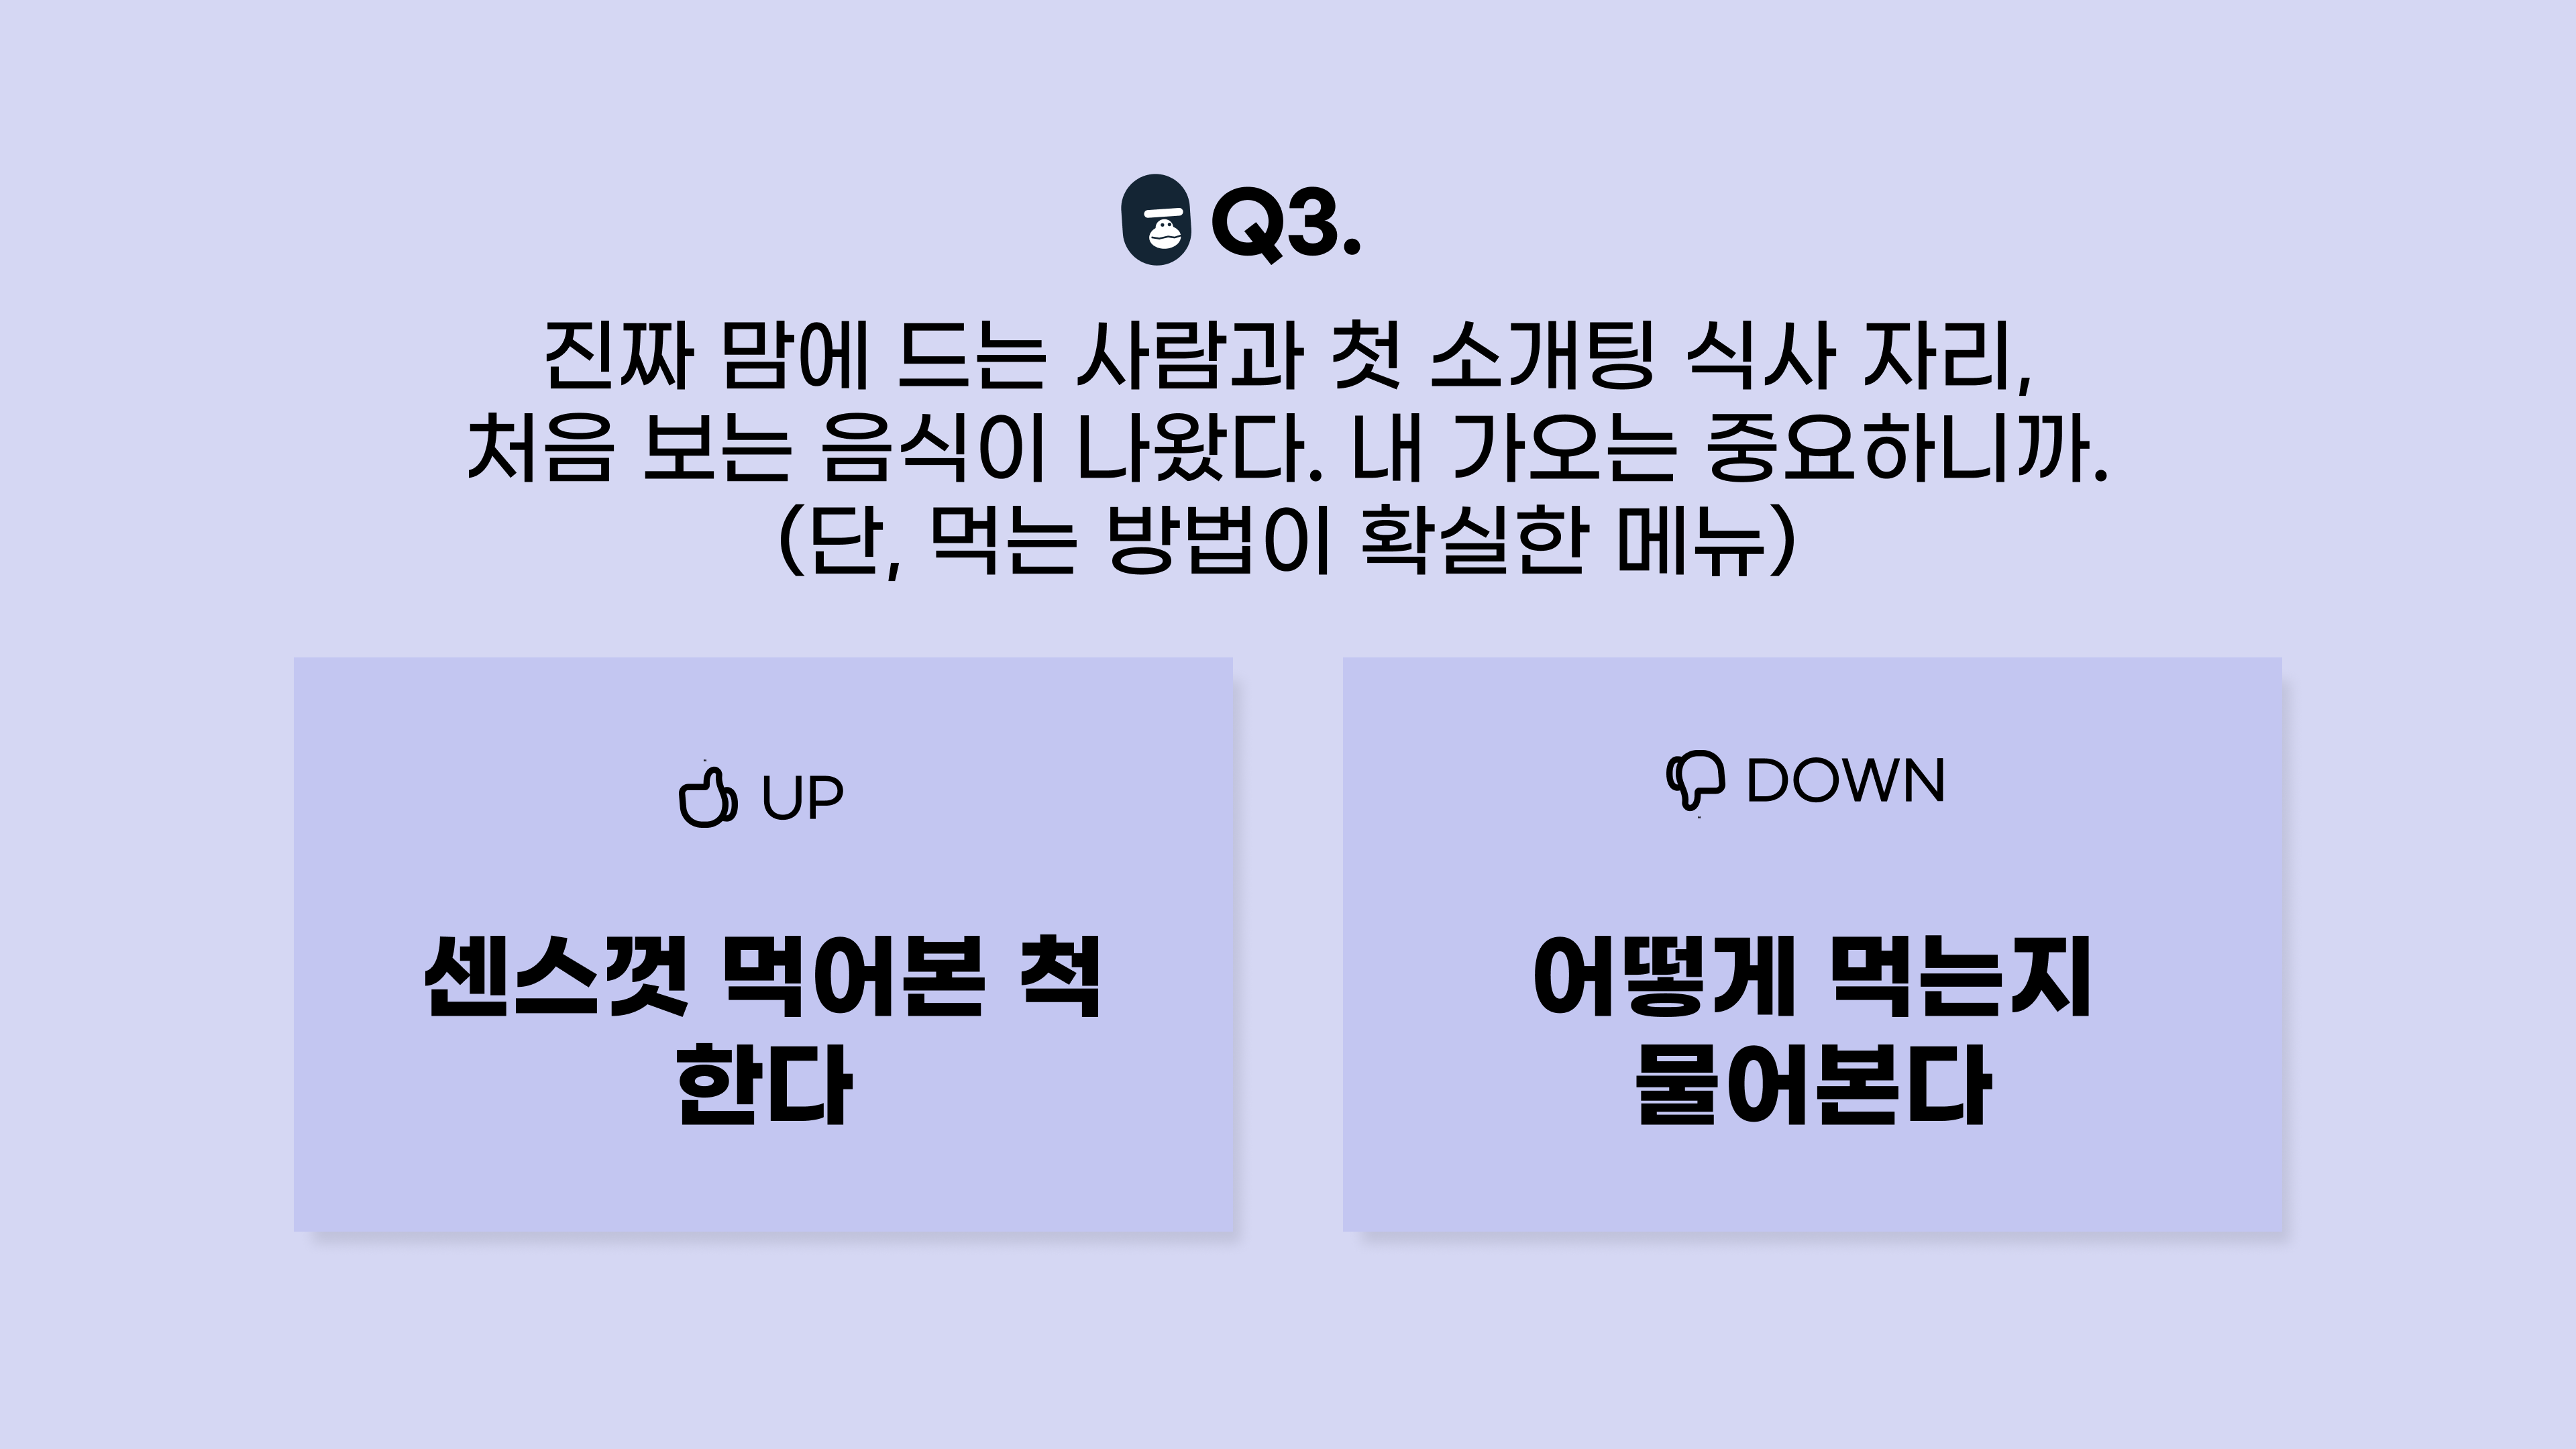 Q3.
진짜 맘에 드는 사람과 첫 소개팅 식사 자리,
처음 보는 음식이 나왔다. 내 가오는 중요하니까.
(단, 먹는 방법이 확실한 메뉴)
UP
센스껏 먹어본 척
한다
DOWN
어떻게 먹는지
물어본다